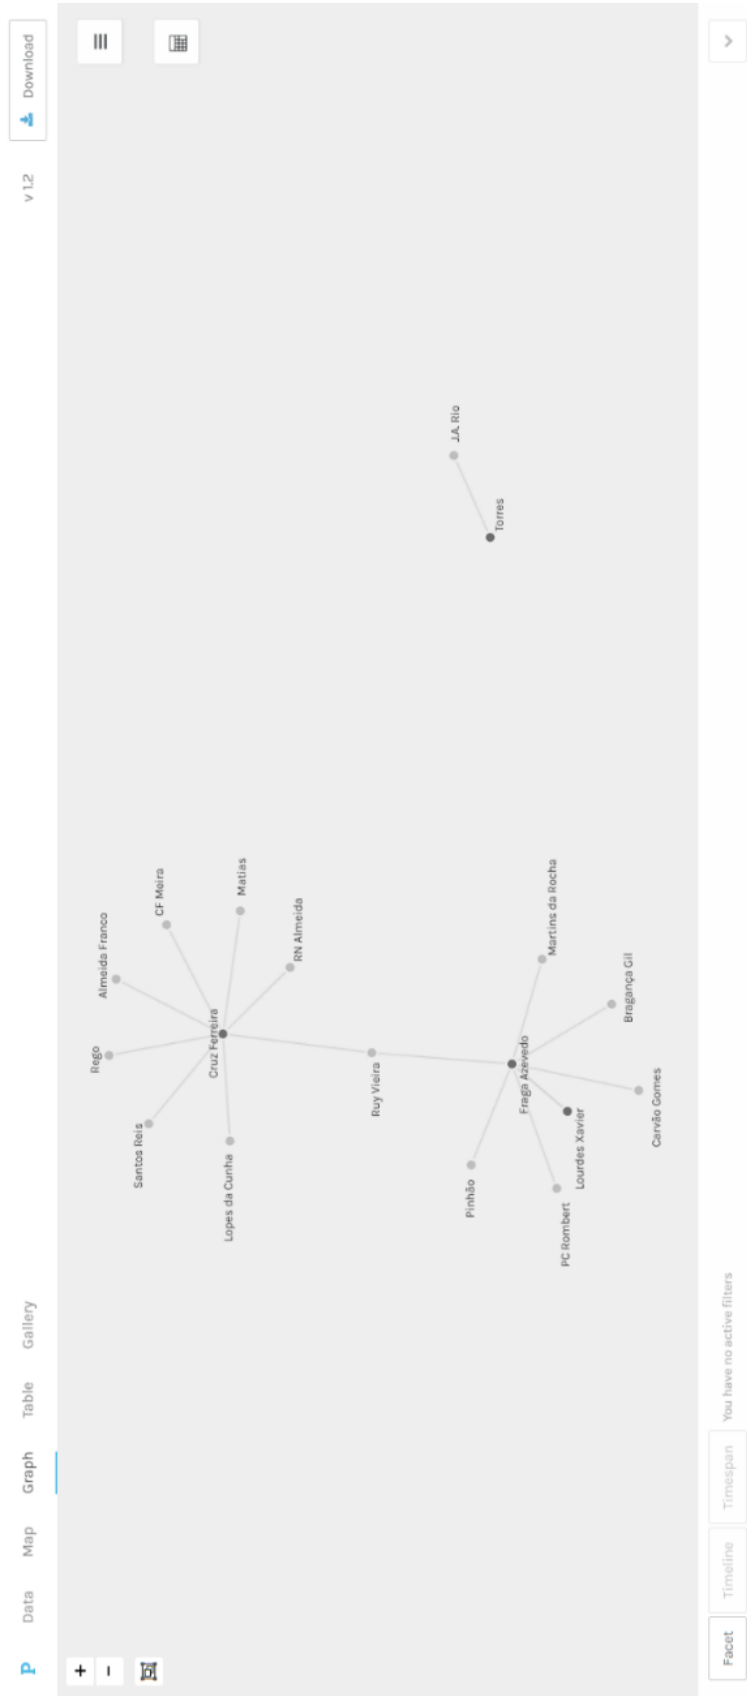 P Data Map Graph Table Gallery v 1.2 Download
+
−
Rego
Almeida Franco
Santos Reis
CF Meira
Cruz Ferreira
Lopes da Cunha
Matias
RN Almeida
Ruy Vieira
J.A. Rio
Pinhão
Torres
Fraga Azevedo
Martins da Rocha
PC Rombert
Lourdes Xavier
Bragança Gil
Carvão Gomes
Facet Timeline Timespan You have no active filters